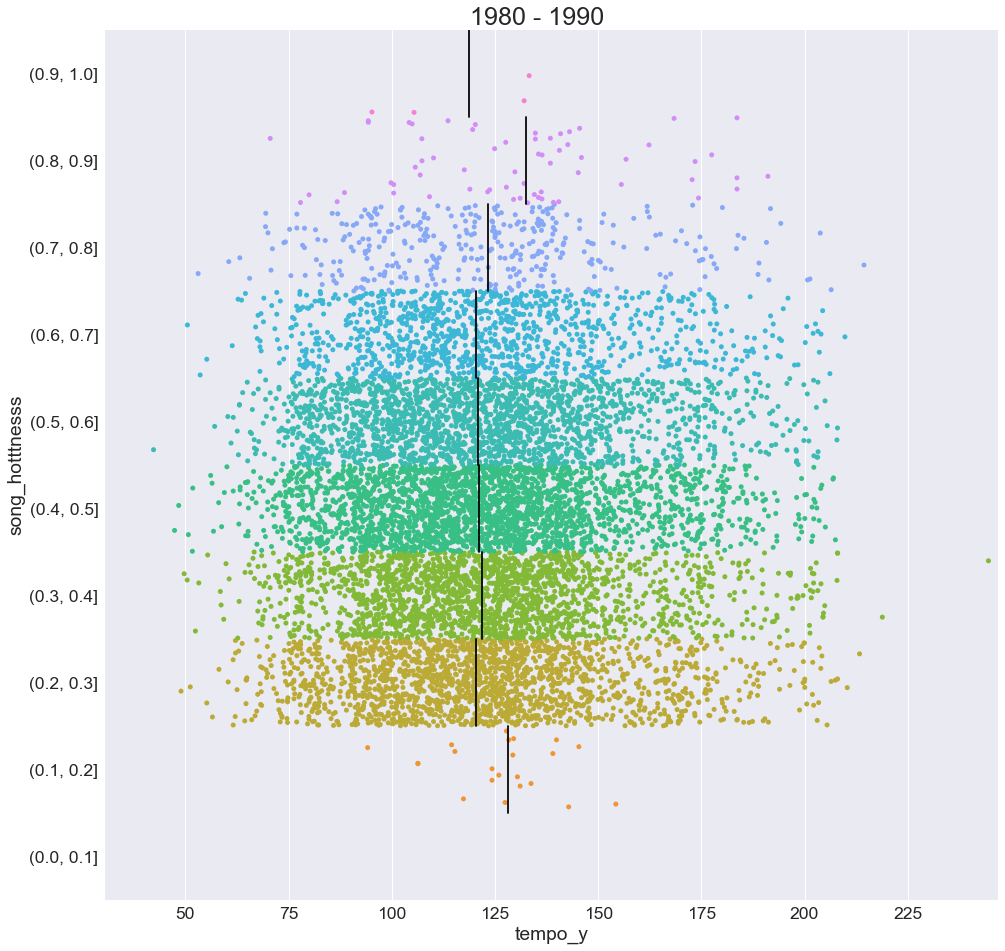 1980 - 1990
(0.9, 1.0]
(0.8, 0.9]
(0.7, 0.8]
(0.6, 0.7]
(0.5, 0.6]
(0.4, 0.5]
(0.3, 0.4]
(0.2, 0.3]
(0.1, 0.2]
(0.0, 0.1]
song_hotttnesss
50 75 100 125 150 175 200 225
tempo_y